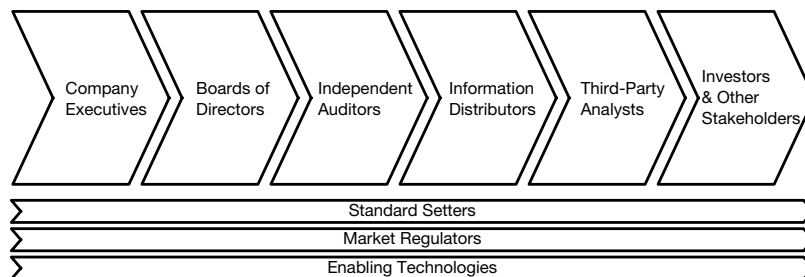 Company
Executives
Boards of
Directors
Independent
Auditors
Information
Distributors
Third-Party
Analysts
Investors
& Other
Stakeholders
Standard Setters
Market Regulators
Enabling Technologies